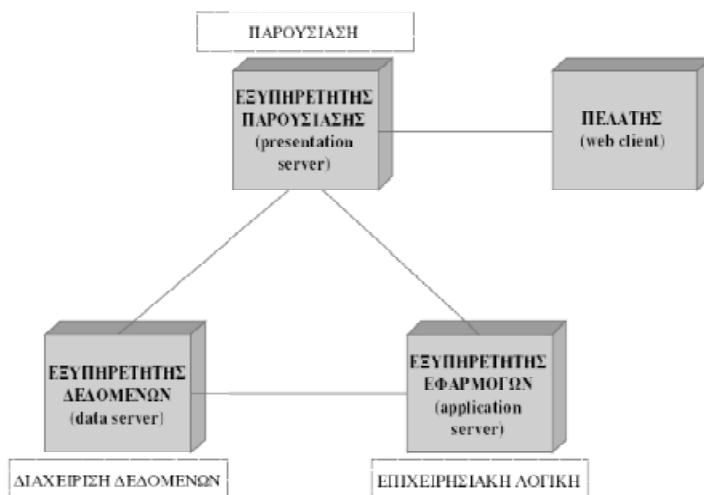 ΠΑΡΟΥΣΙΑΣΗ
ΕΞΥΠΗΡΕΤΗΤΗΣ
ΠΑΡΟΥΣΙΑΣΗΣ
(presentation
server)
ΠΕΛΑΤΗΣ
(web client)
ΕΞΥΠΗΡΕΤΗΤΗΣ
ΔΕΔΟΜΕΝΩΝ
(data server)
ΕΞΥΠΗΡΕΤΗΤΗΣ
ΕΦΑΡΜΟΓΩΝ
(application
server)
ΔΙΑΧΕΙΡΙΣΗ ΔΕΔΟΜΕΝΩΝ
ΕΠΙΧΕΙΡΗΣΙΑΚΗ ΛΟΓΙΚΗ